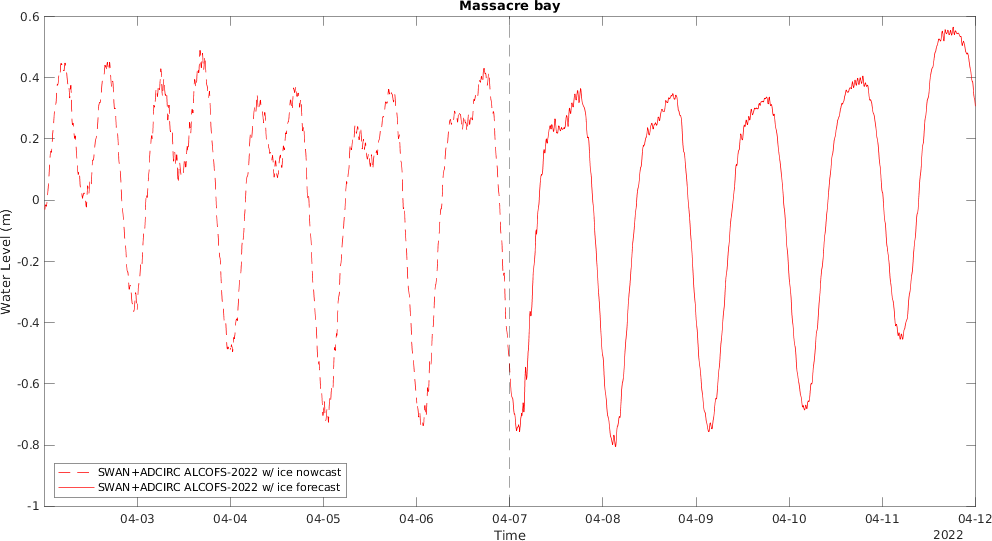 Massacre bay
0.6
0.4
0.2
0
-0.2
-0.4
-0.6
-0.8
-1
Water Level (m)
SWAN+ADCIRC ALCOFS-2022 w/ ice nowcast
SWAN+ADCIRC ALCOFS-2022 w/ ice forecast
04-03 04-04 04-05 04-06 04-07 04-08 04-09 04-10 04-11 04-12
Time
2022